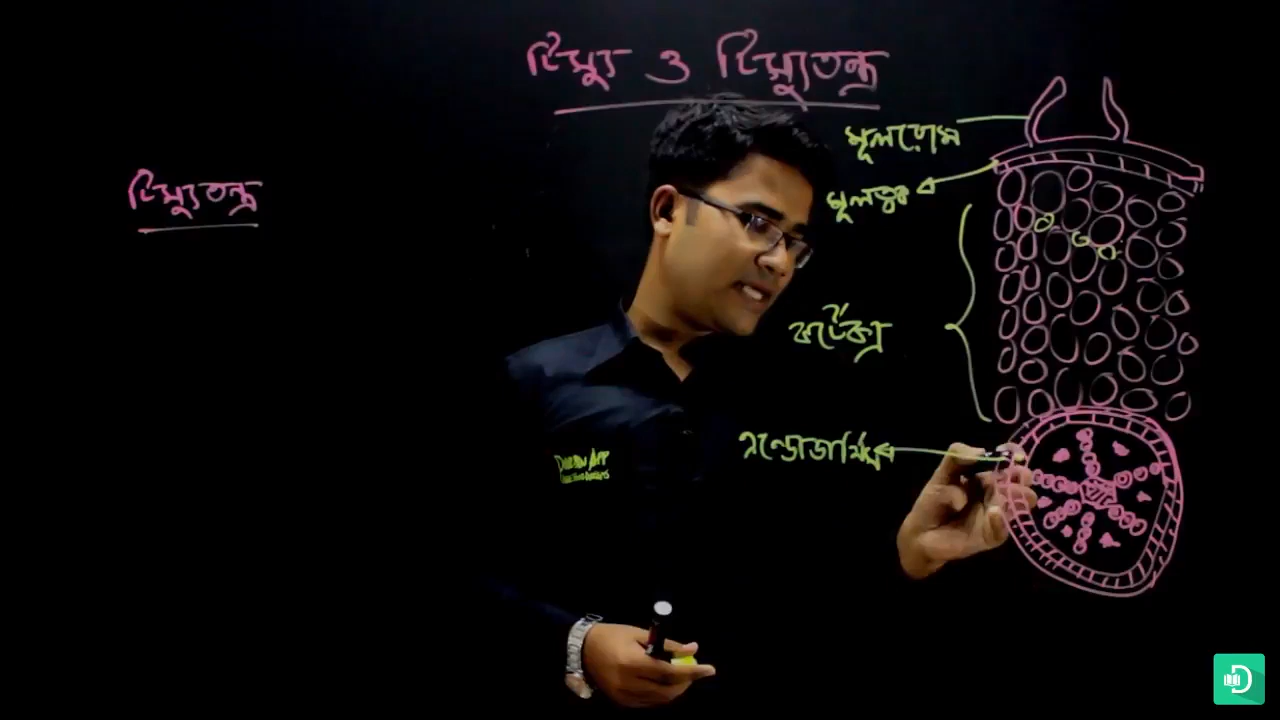 টিস্যু ও টিস্যুতন্ত্র
টিস্যুতন্ত্র
মূলরোম
মূলত্বক
কর্টেক্স
এন্ডোডার্মিস